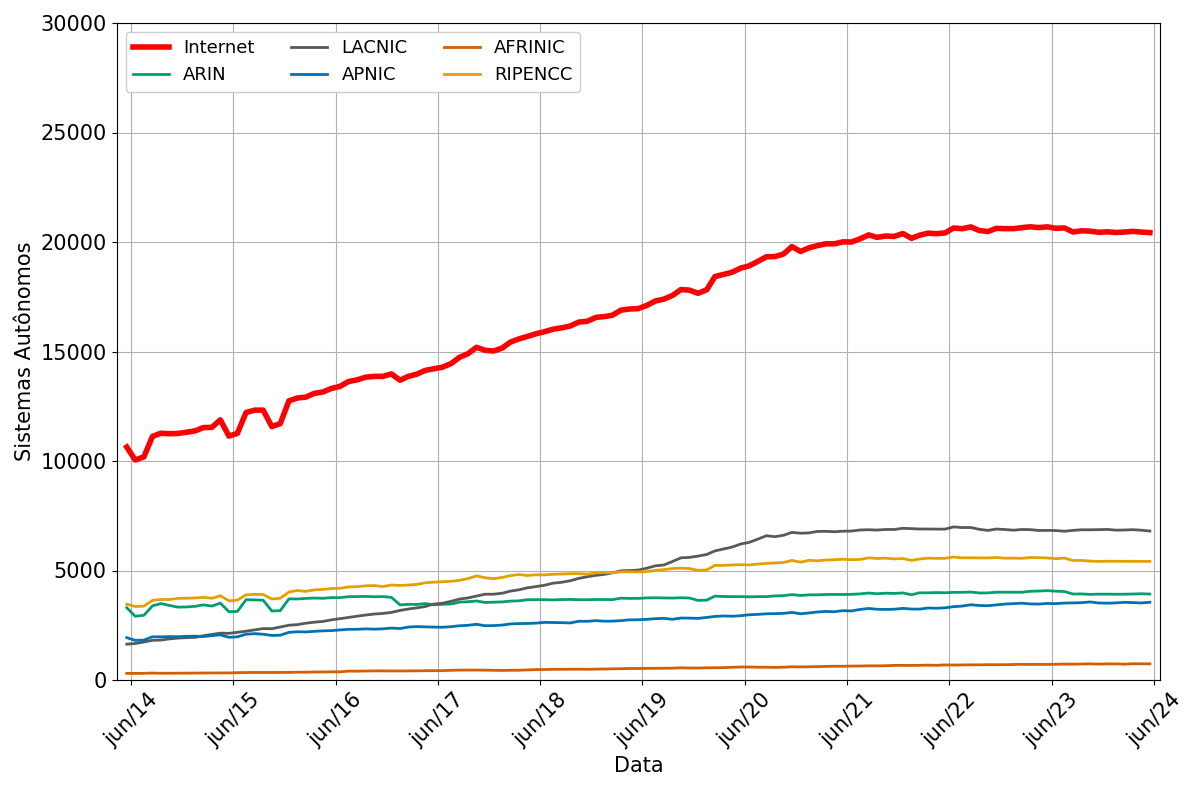 30000
25000
20000
15000
10000
5000
0
Sistemas Autônomos
Internet
ARIN
LACNIC
APNIC
AFRINIC
RIPENCC
jun/14
jun/15
jun/16
jun/17
jun/18
jun/19
jun/20
jun/21
jun/22
jun/23
jun/24
Data